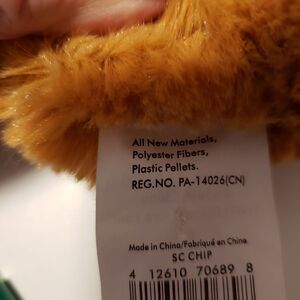 All New Materials,
Polyester Fibers,
Plastic Pellets.
REG.NO. PA-14026(CN)
Made in China/Fabriqué en Chine
SC CHIP
4 12610 70689 8